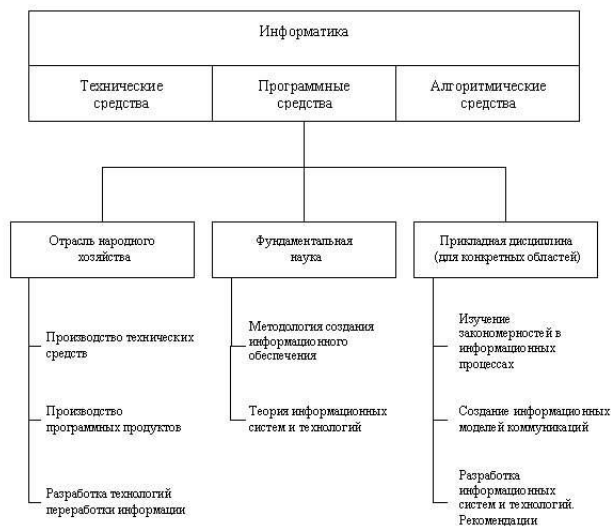 Информатика
Технические
средства
Программные
средства
Алгоритмические
средства
Отрасль народного
хозяйства
Фундаментальная
наука
Прикладная дисциплина
(для конкретных областей)
Производство технических
средств
Производство
программных продуктов
Разработка технологий
переработки информации
Методология создания
информационного
обеспечения
Теория информационных
систем и технологий
Изучение
закономерностей в
информационных
процессах
Создание информационных
моделей коммуникаций
Разработка
информационных
систем и технологий.
Рекомендации